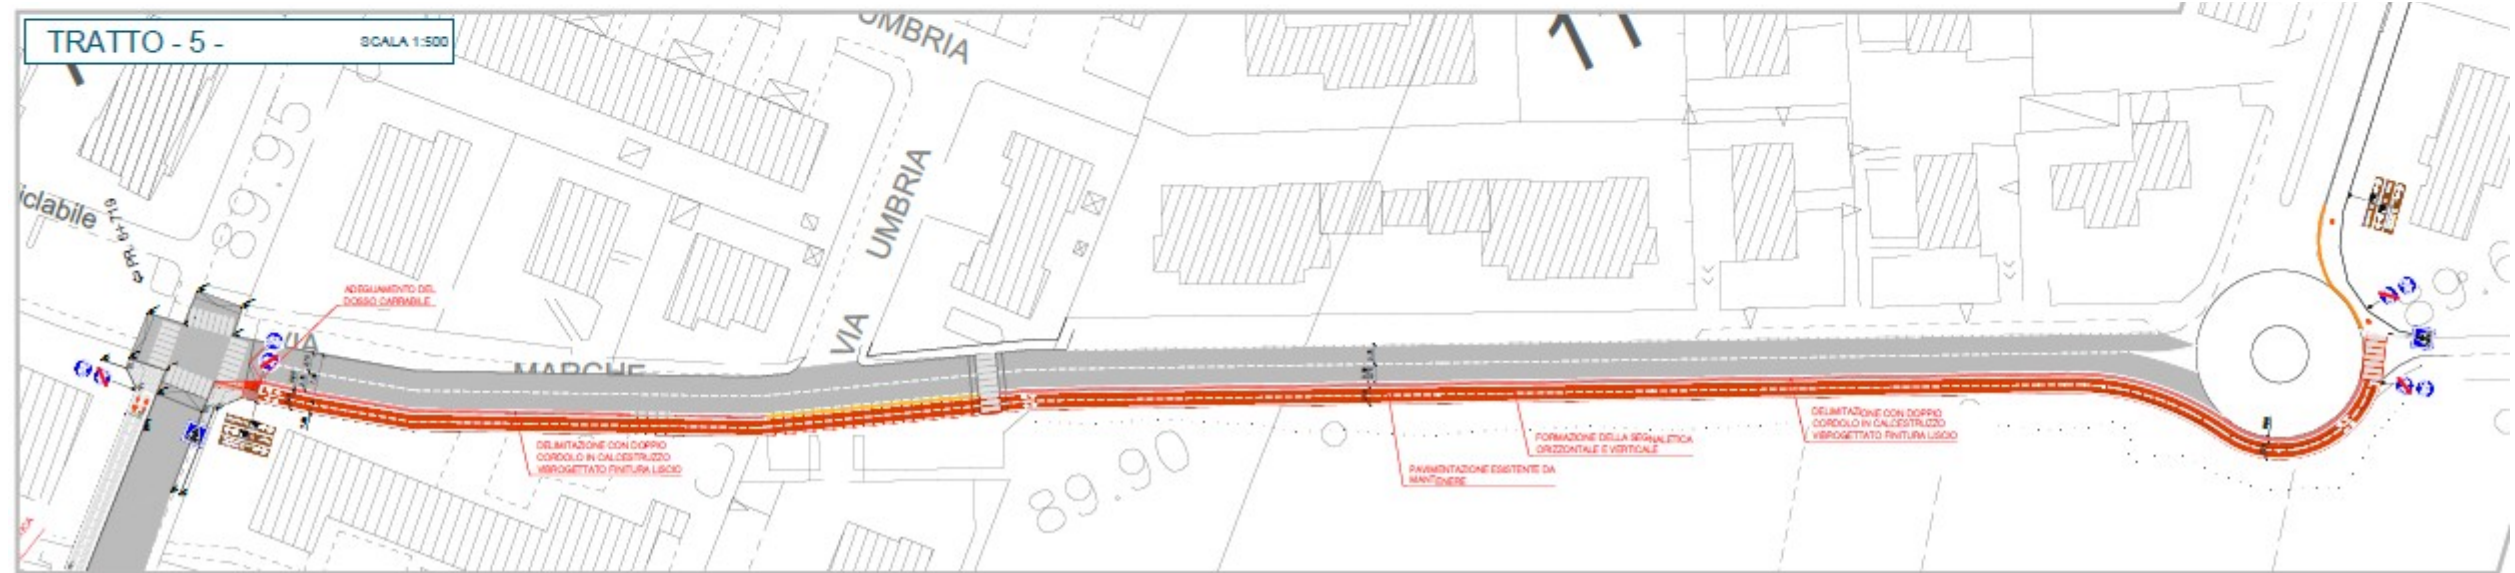 TRATTO - 5 -
SCALA 1:500
UMBRIA
11
89.95
iclabile
ADEGUAMENTO DEL
DOSSO CARRABILE
VIA
MARCHE
VIA
UMBRIA
DELIMITAZIONE CON DOPPIO
CORDOLO IN CALCESTRUZZO
VIBROGETTATO FINITURA LISCIO
89.90
PAVIMENTAZIONE ESISTENTE DA
MANTENERE
FORMAZIONE DELLA SEGNALETICA
ORIZZONTALE E VERTICALE
DELIMITAZIONE CON DOPPIO
CORDOLO IN CALCESTRUZZO
VIBROGETTATO FINITURA LISCIO